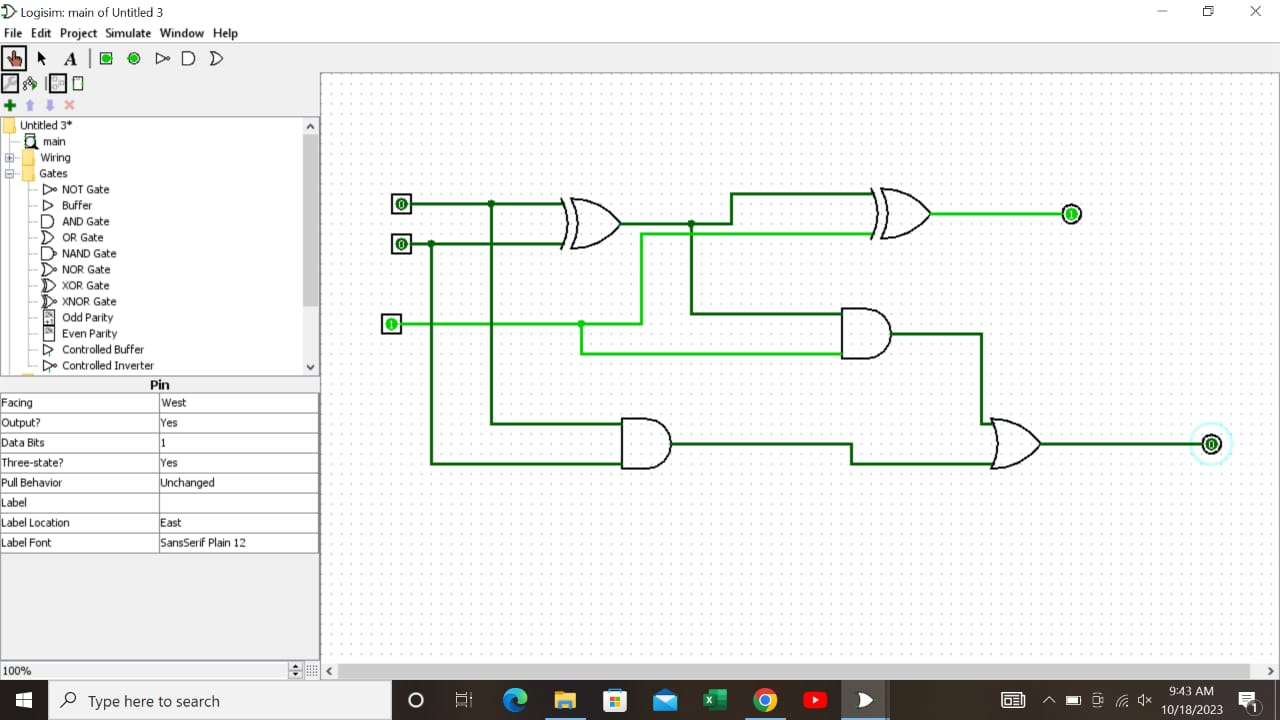 Logisim: main of Untitled 3
File Edit Project Simulate Window Help
A
Untitled 3*
main
Wiring
Gates
NOT Gate
Buffer
AND Gate
OR Gate
NAND Gate
NOR Gate
XOR Gate
XNOR Gate
Odd Parity
Even Parity
Controlled Buffer
Controlled Inverter
Pin
Facing West
Output? Yes
Data Bits 1
Three-state? Yes
Pull Behavior Unchanged
Label
Label Location East
Label Font SansSerif Plain 12
100%
0
0
1
1
0
Type here to search
9:43 AM
10/18/2023
1